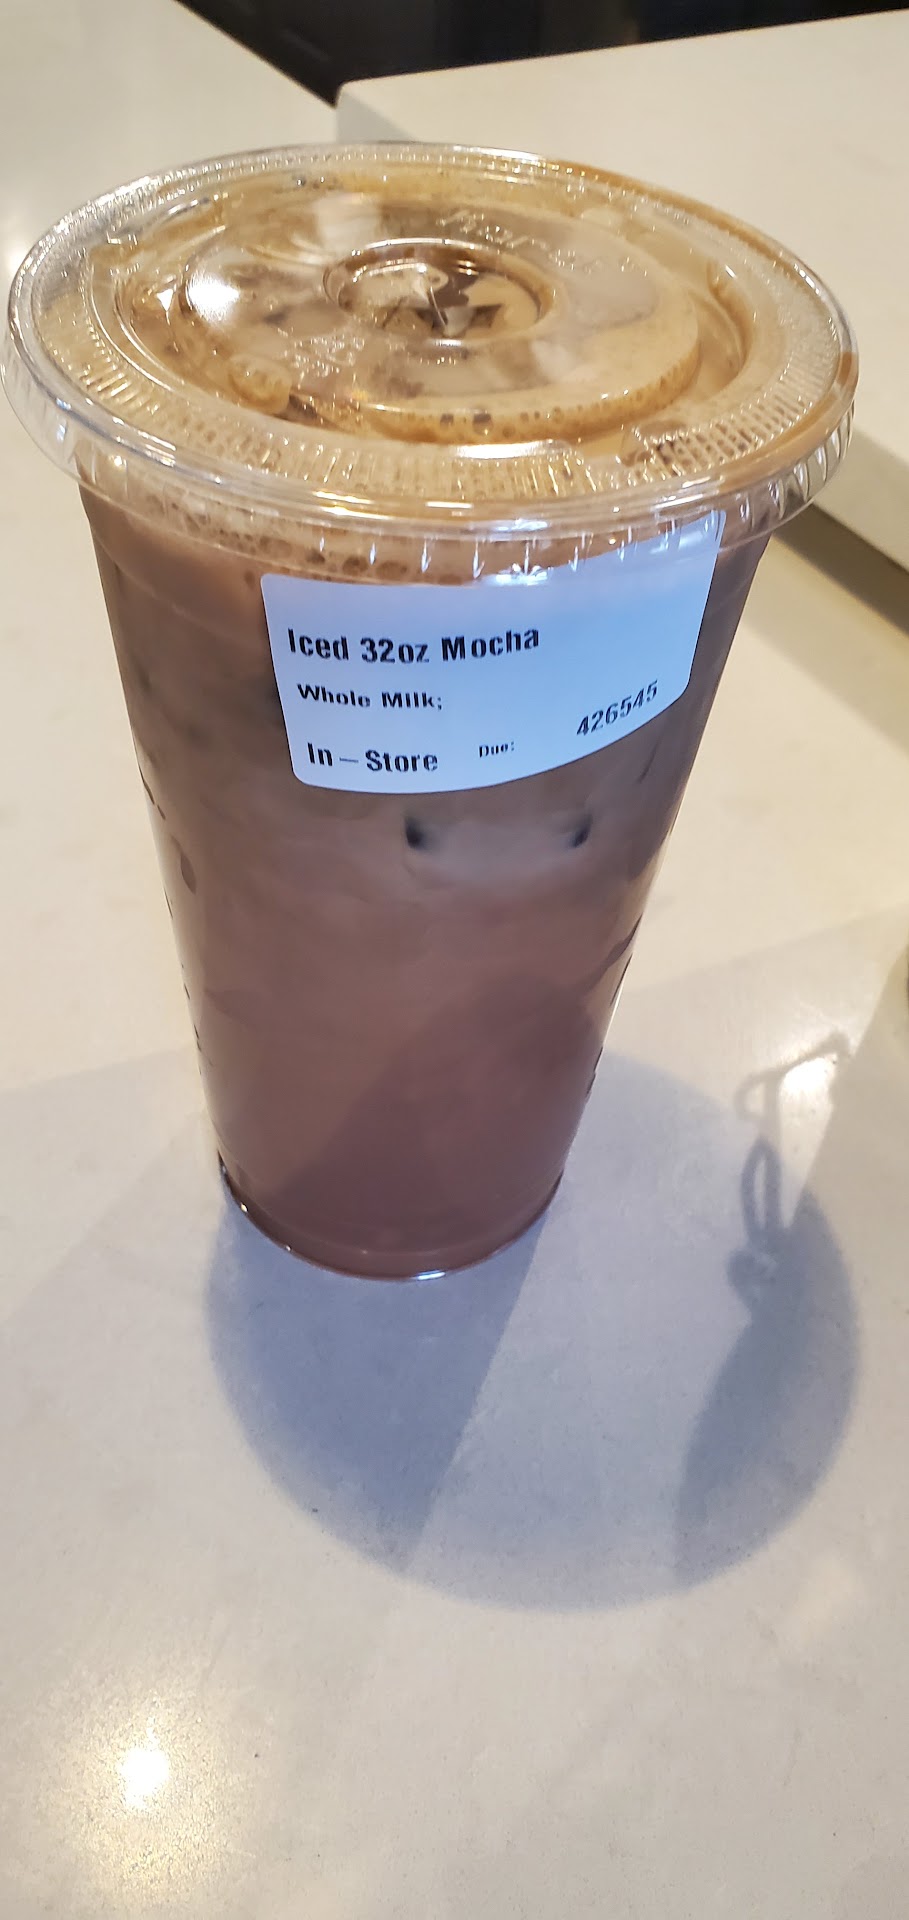 Iced 32oz Mocha
Whole Milk;
426545
In-Store Due: